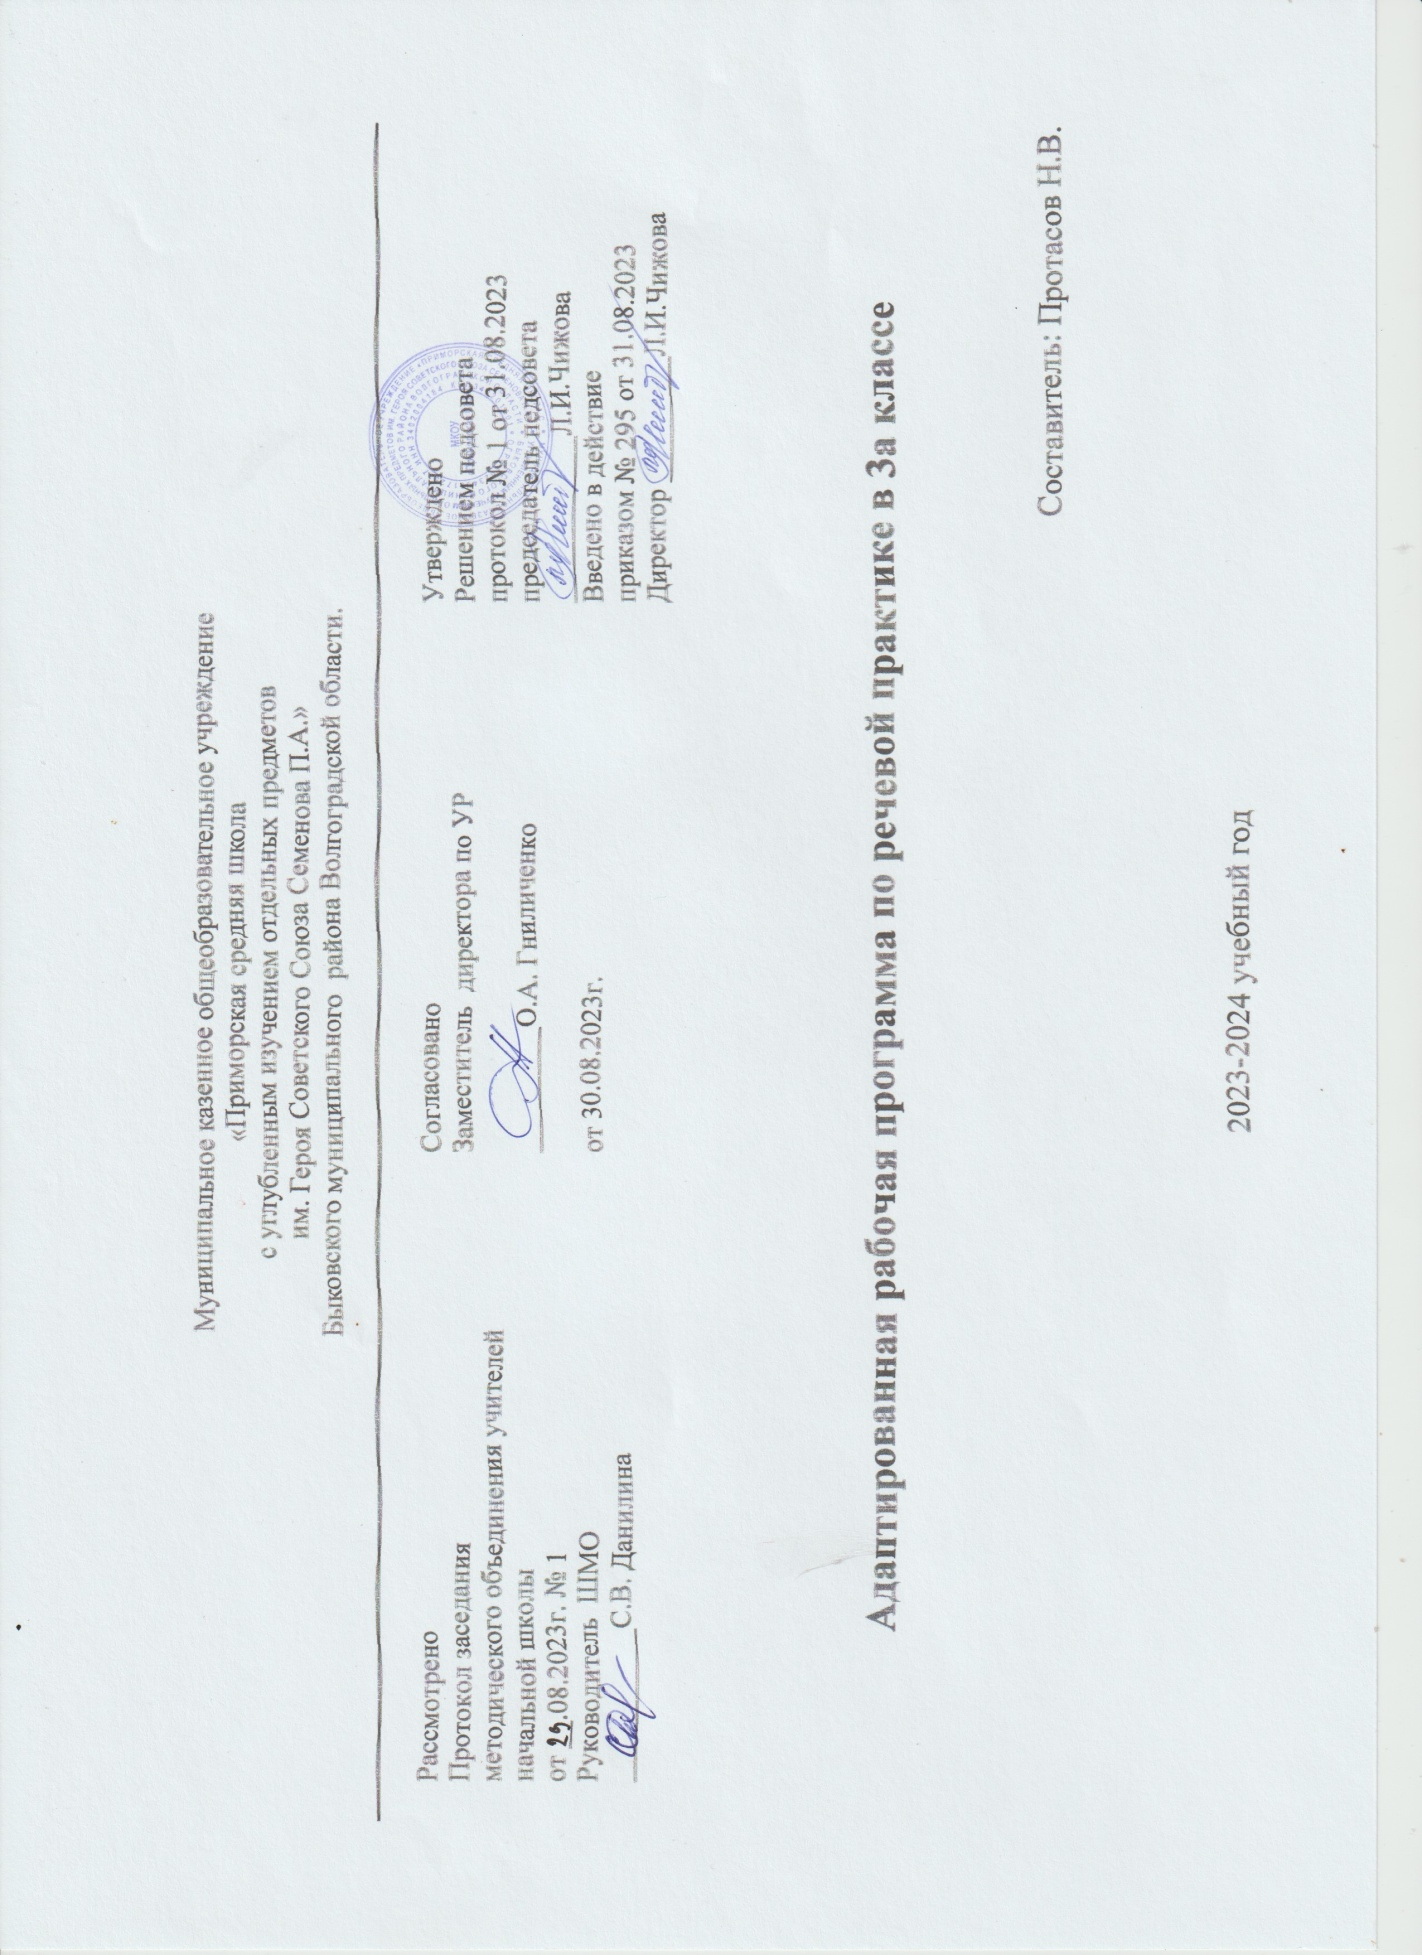 Муниципальное казенное общеобразовательное учреждение
«Приморская средняя школа
с углубленным изучением отдельных предметов
им. Героя Советского Союза Семенова П.А.»
Быковского муниципального района Волгоградской области.
Рассмотрено
Протокол заседания
методического объединения учителей
начальной школы
от 29.08.2023г. № 1
Руководитель ШМО
С.В. Данилина
Согласовано
Заместитель директора по УР
О.А. Гниличенко
от 30.08.2023г.
Утверждено
Решением педсовета
протокол № 1 от 31.08.2023
председатель педсовета
Л.И.Чижова
Введено в действие
приказом № 295 от 31.08.2023
Директор Л.И.Чижова
МКОУ
Адаптированная рабочая программа по речевой практике в 3а классе
Составитель: Протасов Н.В.
2023-2024 учебный год